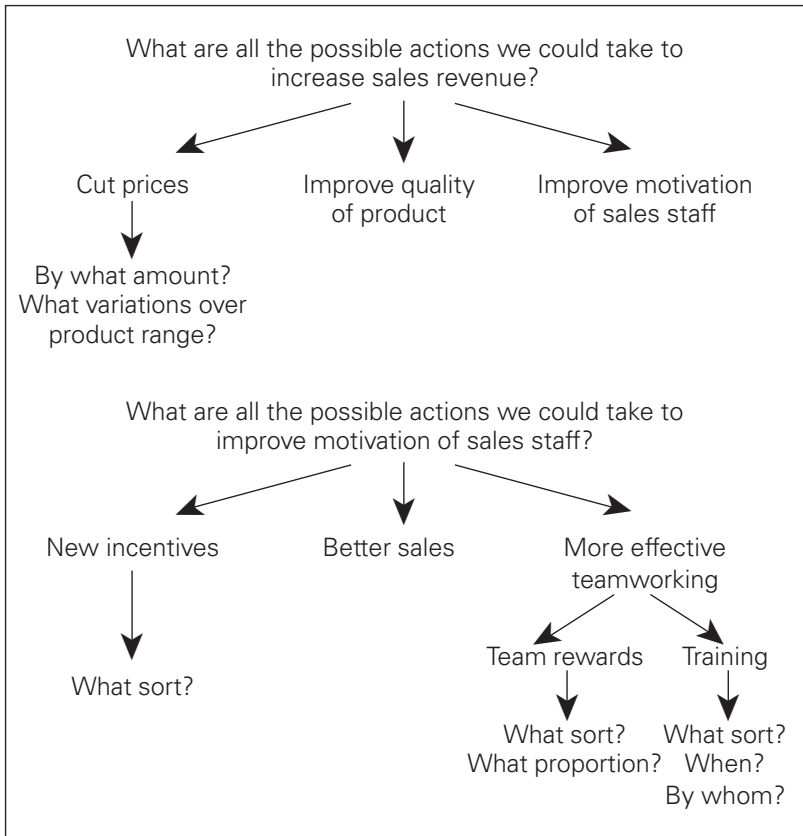 What are all the possible actions we could take to
increase sales revenue?
Cut prices
Improve quality
of product
Improve motivation
of sales staff
By what amount?
What variations over
product range?
What are all the possible actions we could take to
improve motivation of sales staff?
New incentives
Better sales
More effective
teamworking
What sort?
Team rewards
Training
What sort?
What proportion?
What sort?
When?
By whom?